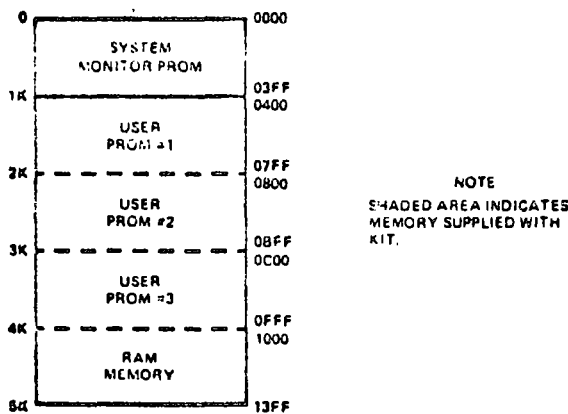 0 0000
SYSTEM
MONITOR PROM
03FF
1K 0400
USER
PROM #1
07FF
2K 0800
USER
PROM #2
0BFF
3K 0C00
USER
PROM #3
0FFF
4K 1000
RAM
MEMORY
5K 13FF
NOTE
SHADED AREA INDICATES
MEMORY SUPPLIED WITH
KIT.